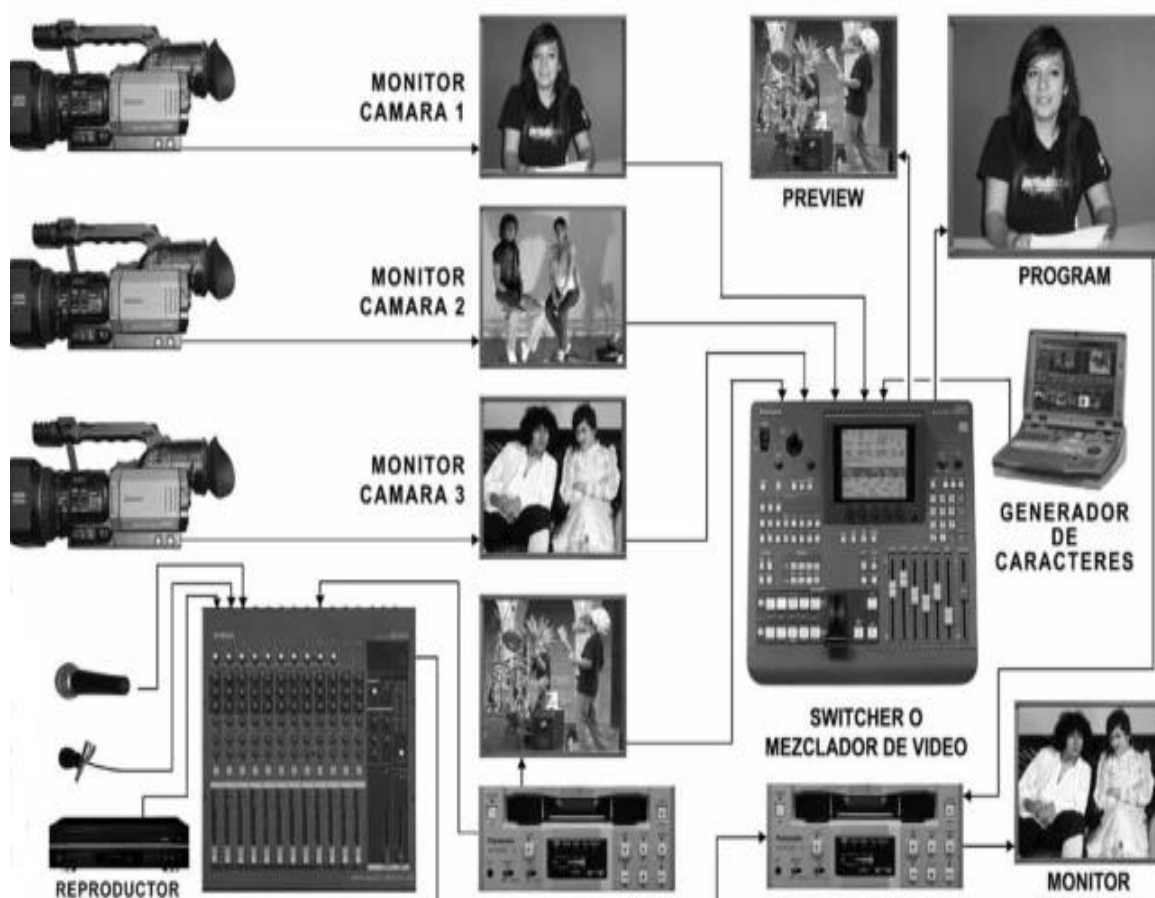 MONITOR
CAMARA 1
PREVIEW
PROGRAM
MONITOR
CAMARA 2
MONITOR
CAMARA 3
GENERADOR
DE
CARACTERES
SWITCHER O
MEZCLADOR DE VIDEO
REPRODUCTOR
MONITOR